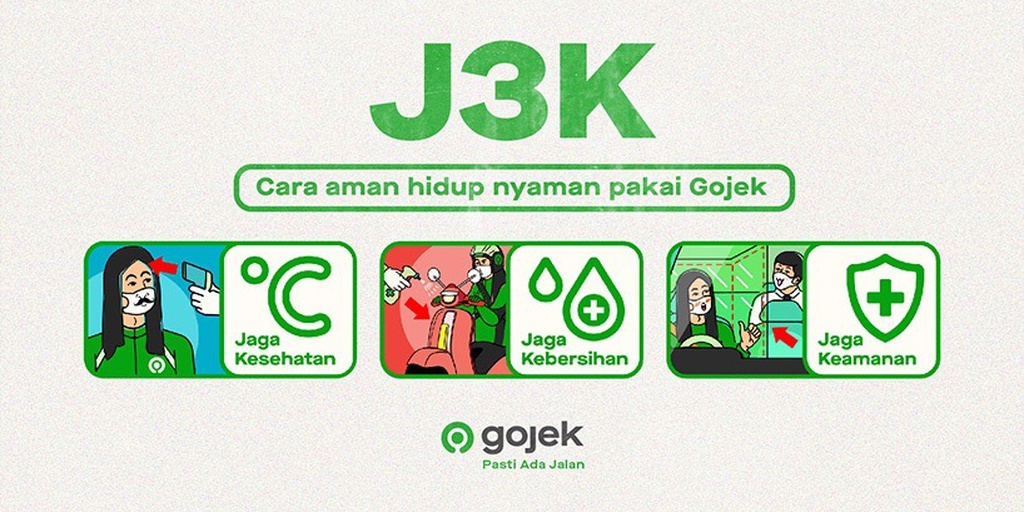 J3K
Cara aman hidup nyaman pakai Gojek
°C
Jaga
Kesehatan
Jaga
Kebersihan
Jaga
Keamanan
gojek
Pasti Ada Jalan